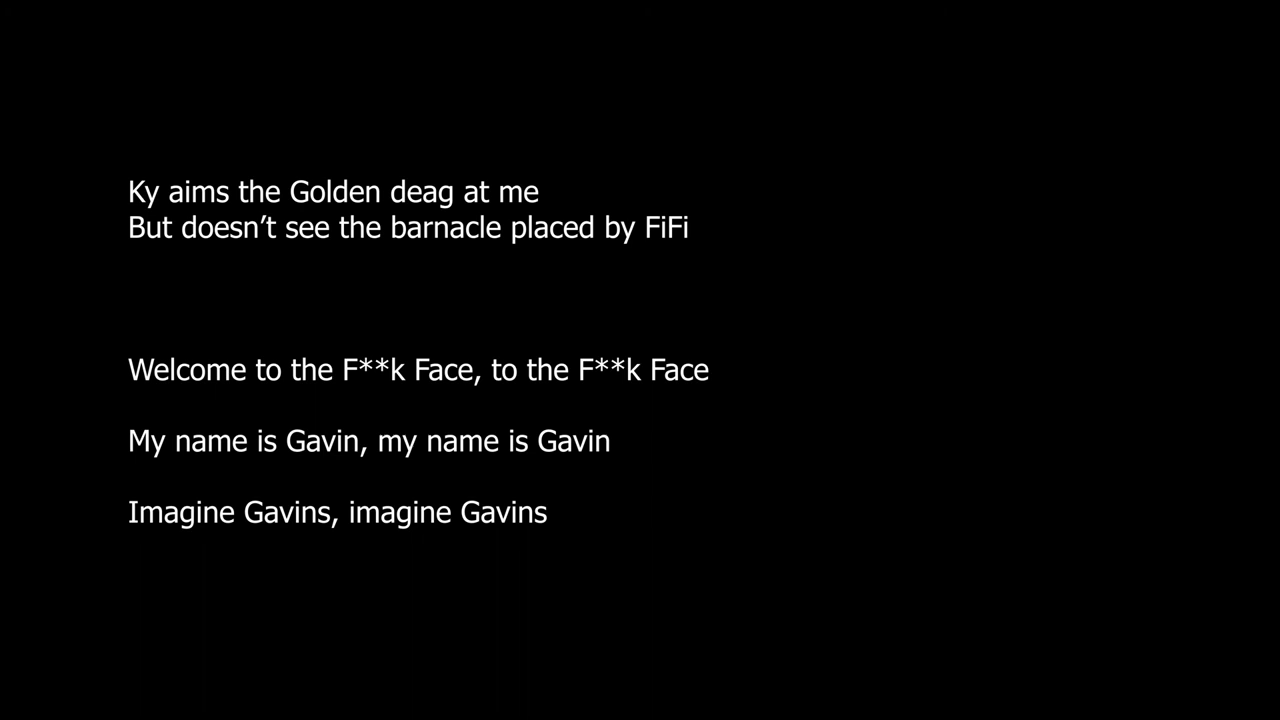 Ky aims the Golden deag at me
But doesn’t see the barnacle placed by FiFi
Welcome to the F**k Face, to the F**k Face
My name is Gavin, my name is Gavin
Imagine Gavins, imagine Gavins